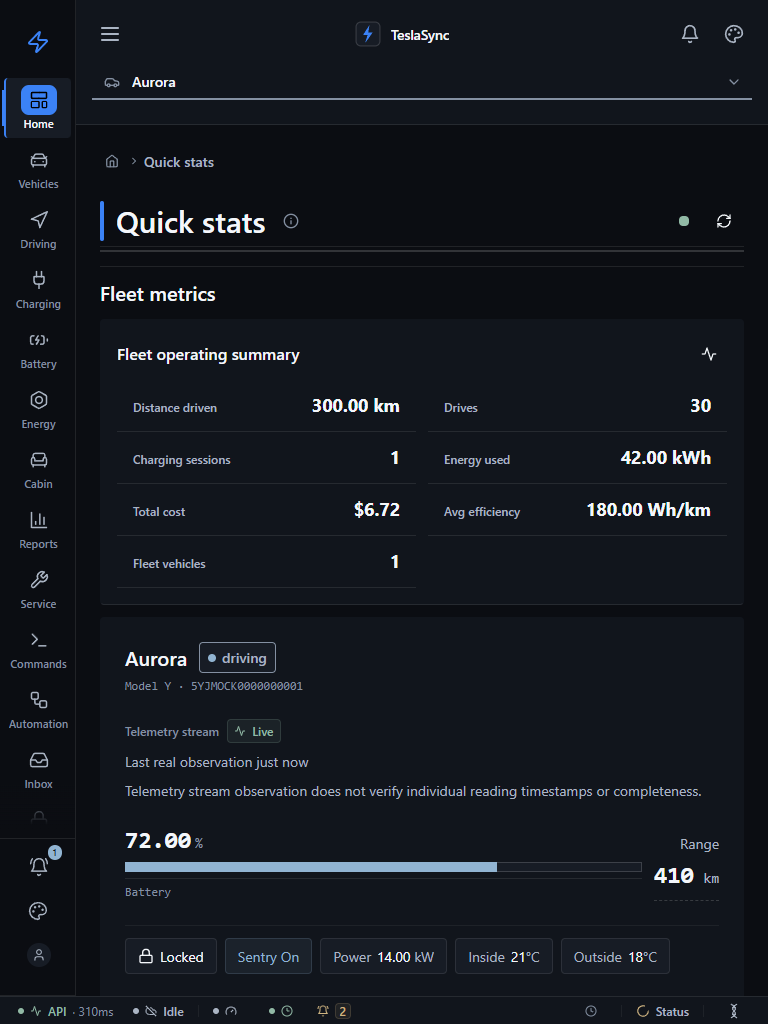 TeslaSync
Aurora
Home
Vehicles
Driving
Charging
Battery
Energy
Cabin
Reports
Service
Commands
Automation
Inbox
1
Quick stats
Quick stats
Fleet metrics
Fleet operating summary
Distance driven 300.00 km
Drives 30
Charging sessions 1
Energy used 42.00 kWh
Total cost $6.72
Avg efficiency 180.00 Wh/km
Fleet vehicles 1
Aurora driving
Model Y · 5YJMOCK0000000001
Telemetry stream Live
Last real observation just now
Telemetry stream observation does not verify individual reading timestamps or completeness.
72.00 %
Battery
Range
410 km
Locked Sentry On Power 14.00 kW Inside 21°C Outside 18°C
API · 310ms Idle 2 Status